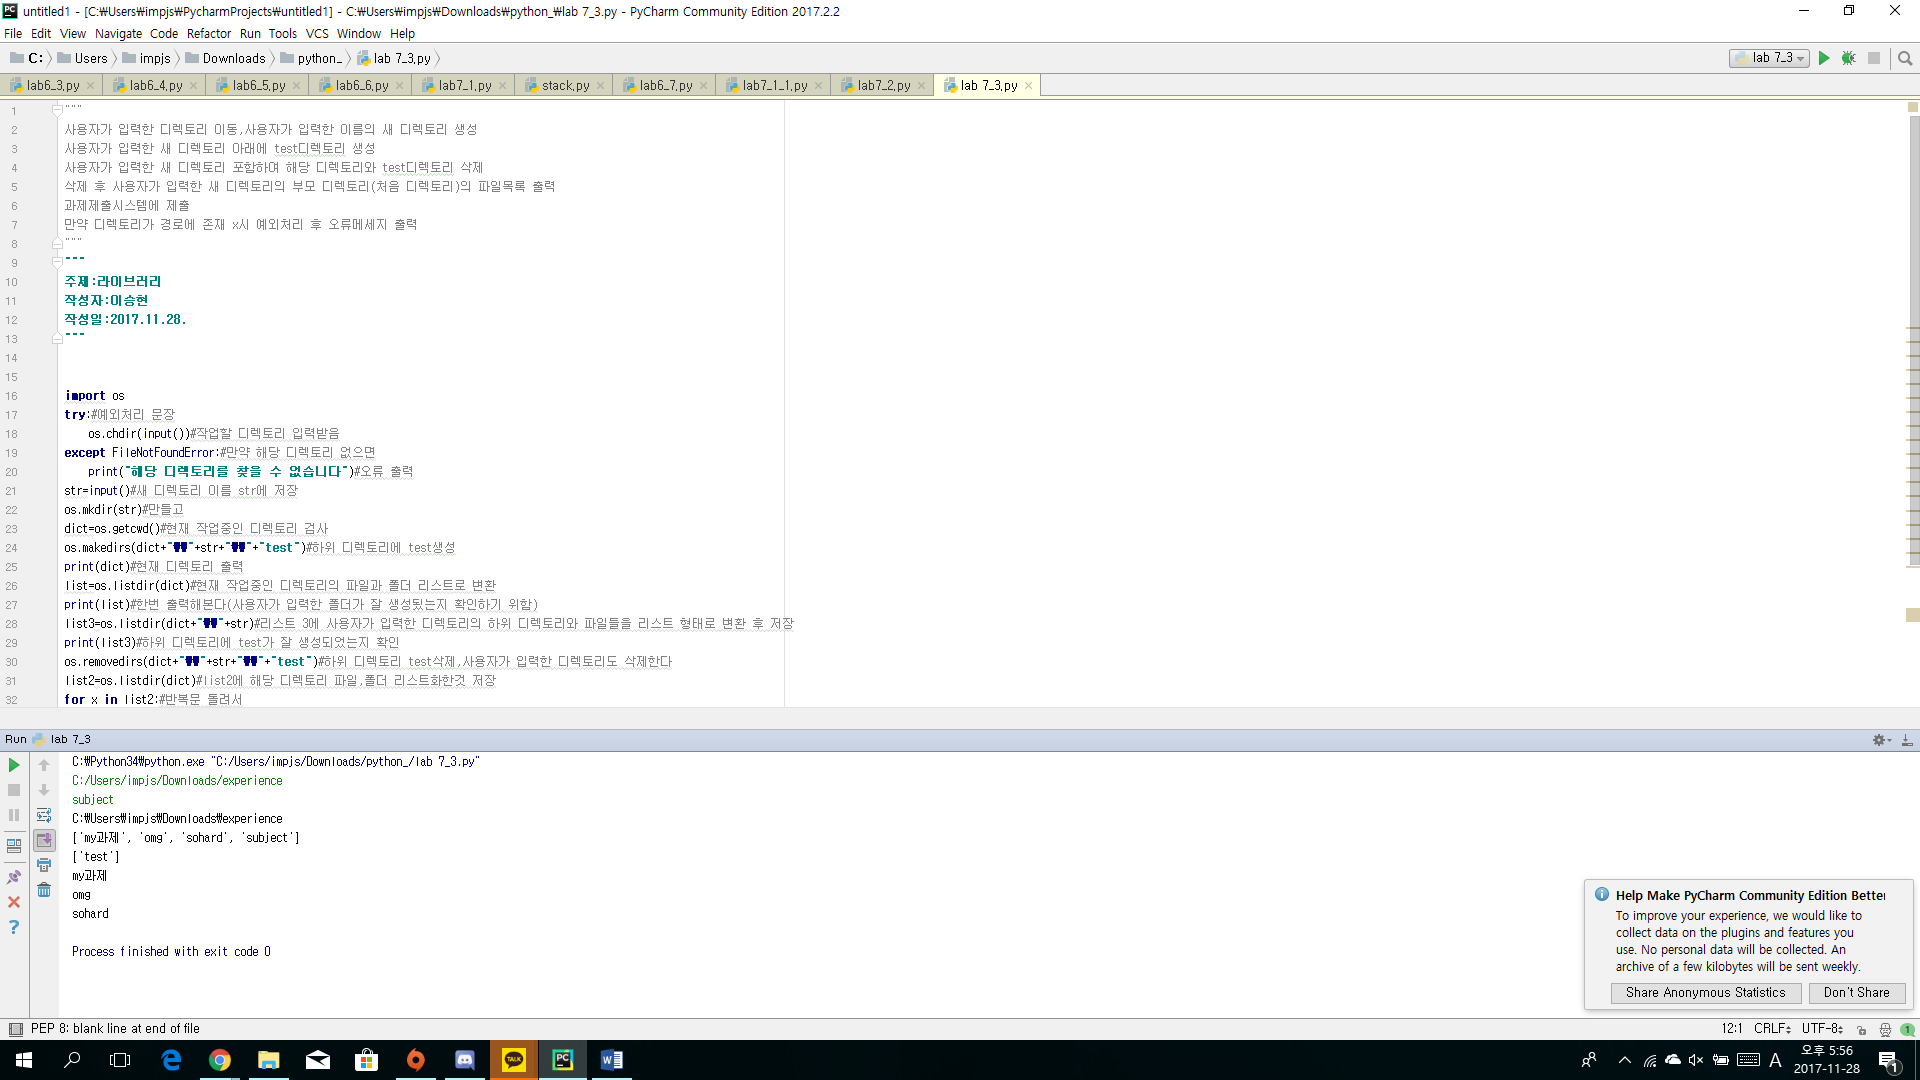 untitled1 - [C:₩Users₩impjs₩PycharmProjects₩untitled1] - C:₩Users₩impjs₩Downloads₩python_₩lab 7_3.py - PyCharm Community Edition 2017.2.2
File Edit View Navigate Code Refactor Run Tools VCS Window Help
C: Users impjs Downloads python_ lab 7_3.py lab 7_3
lab6_3.py lab6_4.py lab6_5.py lab6_6.py lab7_1.py stack.py lab6_7.py lab7_1_1.py lab7_2.py lab 7_3.py
1 """
2 사용자가 입력한 디렉토리 이동,사용자가 입력한 이름의 새 디렉토리 생성
3 사용자가 입력한 새 디렉토리 아래에 test디렉토리 생성
4 사용자가 입력한 새 디렉토리 포함하며 해당 디렉토리와 test디렉토리 삭제
5 삭제 후 사용자가 입력한 새 디렉토리의 부모 디렉토리(처음 디렉토리)의 파일목록 출력
6 과제제출시스템에 제출
7 만약 디렉토리가 경로에 존재 x시 예외처리 후 오류메세지 출력
8 """
9 '''
10 주제:라이브러리
11 작성자:이승현
12 작성일:2017.11.28.
13 '''
14
15
16 import os
17 try:#예외처리 문장
18 os.chdir(input())#작업할 디렉토리 입력받음
19 except FileNotFoundError:#만약 해당 디렉토리 없으면
20 print("해당 디렉토리를 찾을 수 없습니다")#오류 출력
21 str=input()#새 디렉토리 이름 str에 저장
22 os.mkdir(str)#만들고
23 dict=os.getcwd()#현재 작업중인 디렉토리 검사
24 os.makedirs(dict+"₩₩"+str+"₩₩"+"test")#하위 디렉토리에 test생성
25 print(dict)#현재 디렉토리 출력
26 list=os.listdir(dict)#현재 작업중인 디렉토리의 파일과 폴더 리스트로 변환
27 print(list)#한번 출력해본다(사용자가 입력한 폴더가 잘 생성됬는지 확인하기 위함)
28 list3=os.listdir(dict+"₩₩"+str)#리스트 3에 사용자가 입력한 디렉토리의 하위 디렉토리와 파일들을 리스트 형태로 변환 후 저장
29 print(list3)#하위 디렉토리에 test가 잘 생성되었는지 확인
30 os.removedirs(dict+"₩₩"+str+"₩₩"+"test")#하위 디렉토리 test삭제,사용자가 입력한 디렉토리도 삭제한다
31 list2=os.listdir(dict)#list2에 해당 디렉토리 파일,폴더 리스트화한것 저장
32 for x in list2:#반복문 돌려서
Run lab 7_3
C:₩Python34₩python.exe "C:/Users/impjs/Downloads/python_/lab 7_3.py"
C:/Users/impjs/Downloads/experience
subject
C:₩Users₩impjs₩Downloads₩experience
['my과제', 'omg', 'sohard', 'subject']
['test']
my과제
omg
sohard
Process finished with exit code 0
Help Make PyCharm Community Edition Better
To improve your experience, we would like to
collect data on the plugins and features you
use. No personal data will be collected. An
archive of a few kilobytes will be sent weekly.
Share Anonymous Statistics Don't Share
PEP 8: blank line at end of file 12:1 CRLF UTF-8 1
TALK PC A 오후 5:56
2017-11-28 1